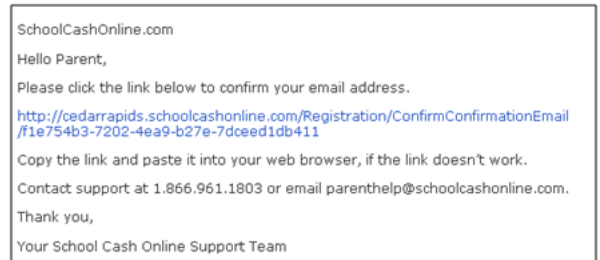 SchoolCashOnline.com
Hello Parent,
Please click the link below to confirm your email address.
http://cedarrapids.schoolcashonline.com/Registration/ConfirmConfirmationEmail
/f1e754b3-7202-4ea9-b27e-7dceed1db411
Copy the link and paste it into your web browser, if the link doesn't work.
Contact support at 1.866.961.1803 or email parenthelp@schoolcashonline.com.
Thank you,
Your School Cash Online Support Team